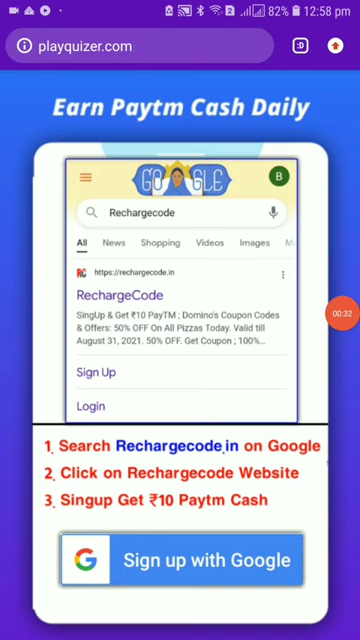 82% 12:58 pm
playquizer.com
:D
Earn Paytm Cash Daily
GOOGLE
B
Rechargecode
All News Shopping Videos Images
RC https://rechargecode.in
RechargeCode
SingUp & Get ₹10 PayTM ; Domino's Coupon Codes
& Offers: 50% OFF On All Pizzas Today. Valid till
August 31, 2021. 50% OFF. Get Coupon ; 100%...
Sign Up
Login
00:32
1. Search Rechargecode.in on Google
2. Click on Rechargecode Website
3. Singup Get ₹10 Paytm Cash
G
Sign up with Google